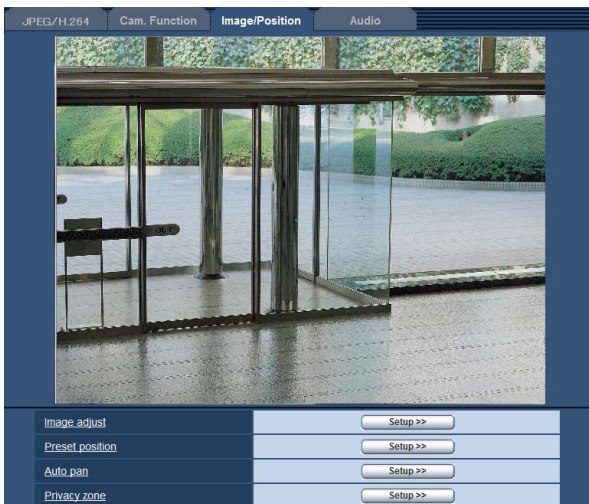 JPEG/H.264 Cam. Function Image/Position Audio
OUT
Image adjust Setup >>
Preset position Setup >>
Auto pan Setup >>
Privacy zone Setup >>